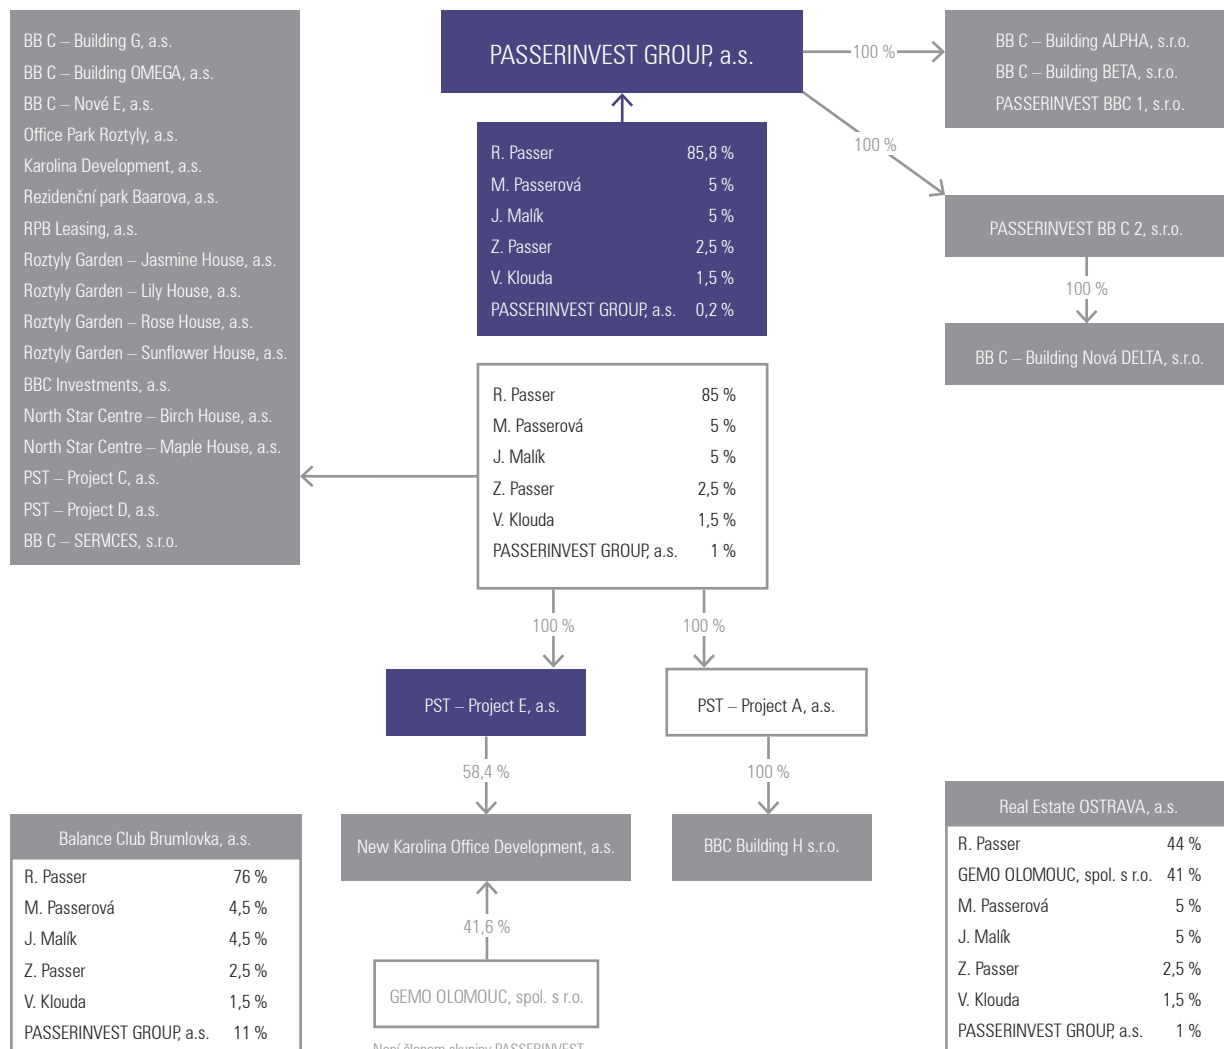 BB C – Building G, a.s.
BB C – Building OMEGA, a.s.
BB C – Nové E, a.s.
Office Park Roztyly, a.s.
Karolina Development, a.s.
Rezidenční park Baarova, a.s.
RPB Leasing, a.s.
Roztyly Garden – Jasmine House, a.s.
Roztyly Garden – Lily House, a.s.
Roztyly Garden – Rose House, a.s.
Roztyly Garden – Sunflower House, a.s.
BBC Investments, a.s.
North Star Centre – Birch House, a.s.
North Star Centre – Maple House, a.s.
PST – Project C, a.s.
PST – Project D, a.s.
BB C – SERVICES, s.r.o.
PASSERINVEST GROUP, a.s.
100 %
BB C – Building ALPHA, s.r.o.
BB C – Building BETA, s.r.o.
PASSERINVEST BBC 1, s.r.o.
100 %
R. Passer 85,8 %
M. Passerová 5 %
J. Malík 5 %
Z. Passer 2,5 %
V. Klouda 1,5 %
PASSERINVEST GROUP, a.s. 0,2 %
PASSERINVEST BB C 2, s.r.o.
100 %
BB C – Building Nová DELTA, s.r.o.
R. Passer 85 %
M. Passerová 5 %
J. Malík 5 %
Z. Passer 2,5 %
V. Klouda 1,5 %
PASSERINVEST GROUP, a.s. 1 %
100 %
100 %
PST – Project E, a.s.
PST – Project A, a.s.
58,4 %
100 %
New Karolina Office Development, a.s.
BBC Building H s.r.o.
41,6 %
GEMO OLOMOUC, spol. s r.o.
Není členem skupiny PASSERINVEST
Balance Club Brumlovka, a.s.
R. Passer 76 %
M. Passerová 4,5 %
J. Malík 4,5 %
Z. Passer 2,5 %
V. Klouda 1,5 %
PASSERINVEST GROUP, a.s. 11 %
Real Estate OSTRAVA, a.s.
R. Passer 44 %
GEMO OLOMOUC, spol. s r.o. 41 %
M. Passerová 5 %
J. Malík 5 %
Z. Passer 2,5 %
V. Klouda 1,5 %
PASSERINVEST GROUP, a.s. 1 %